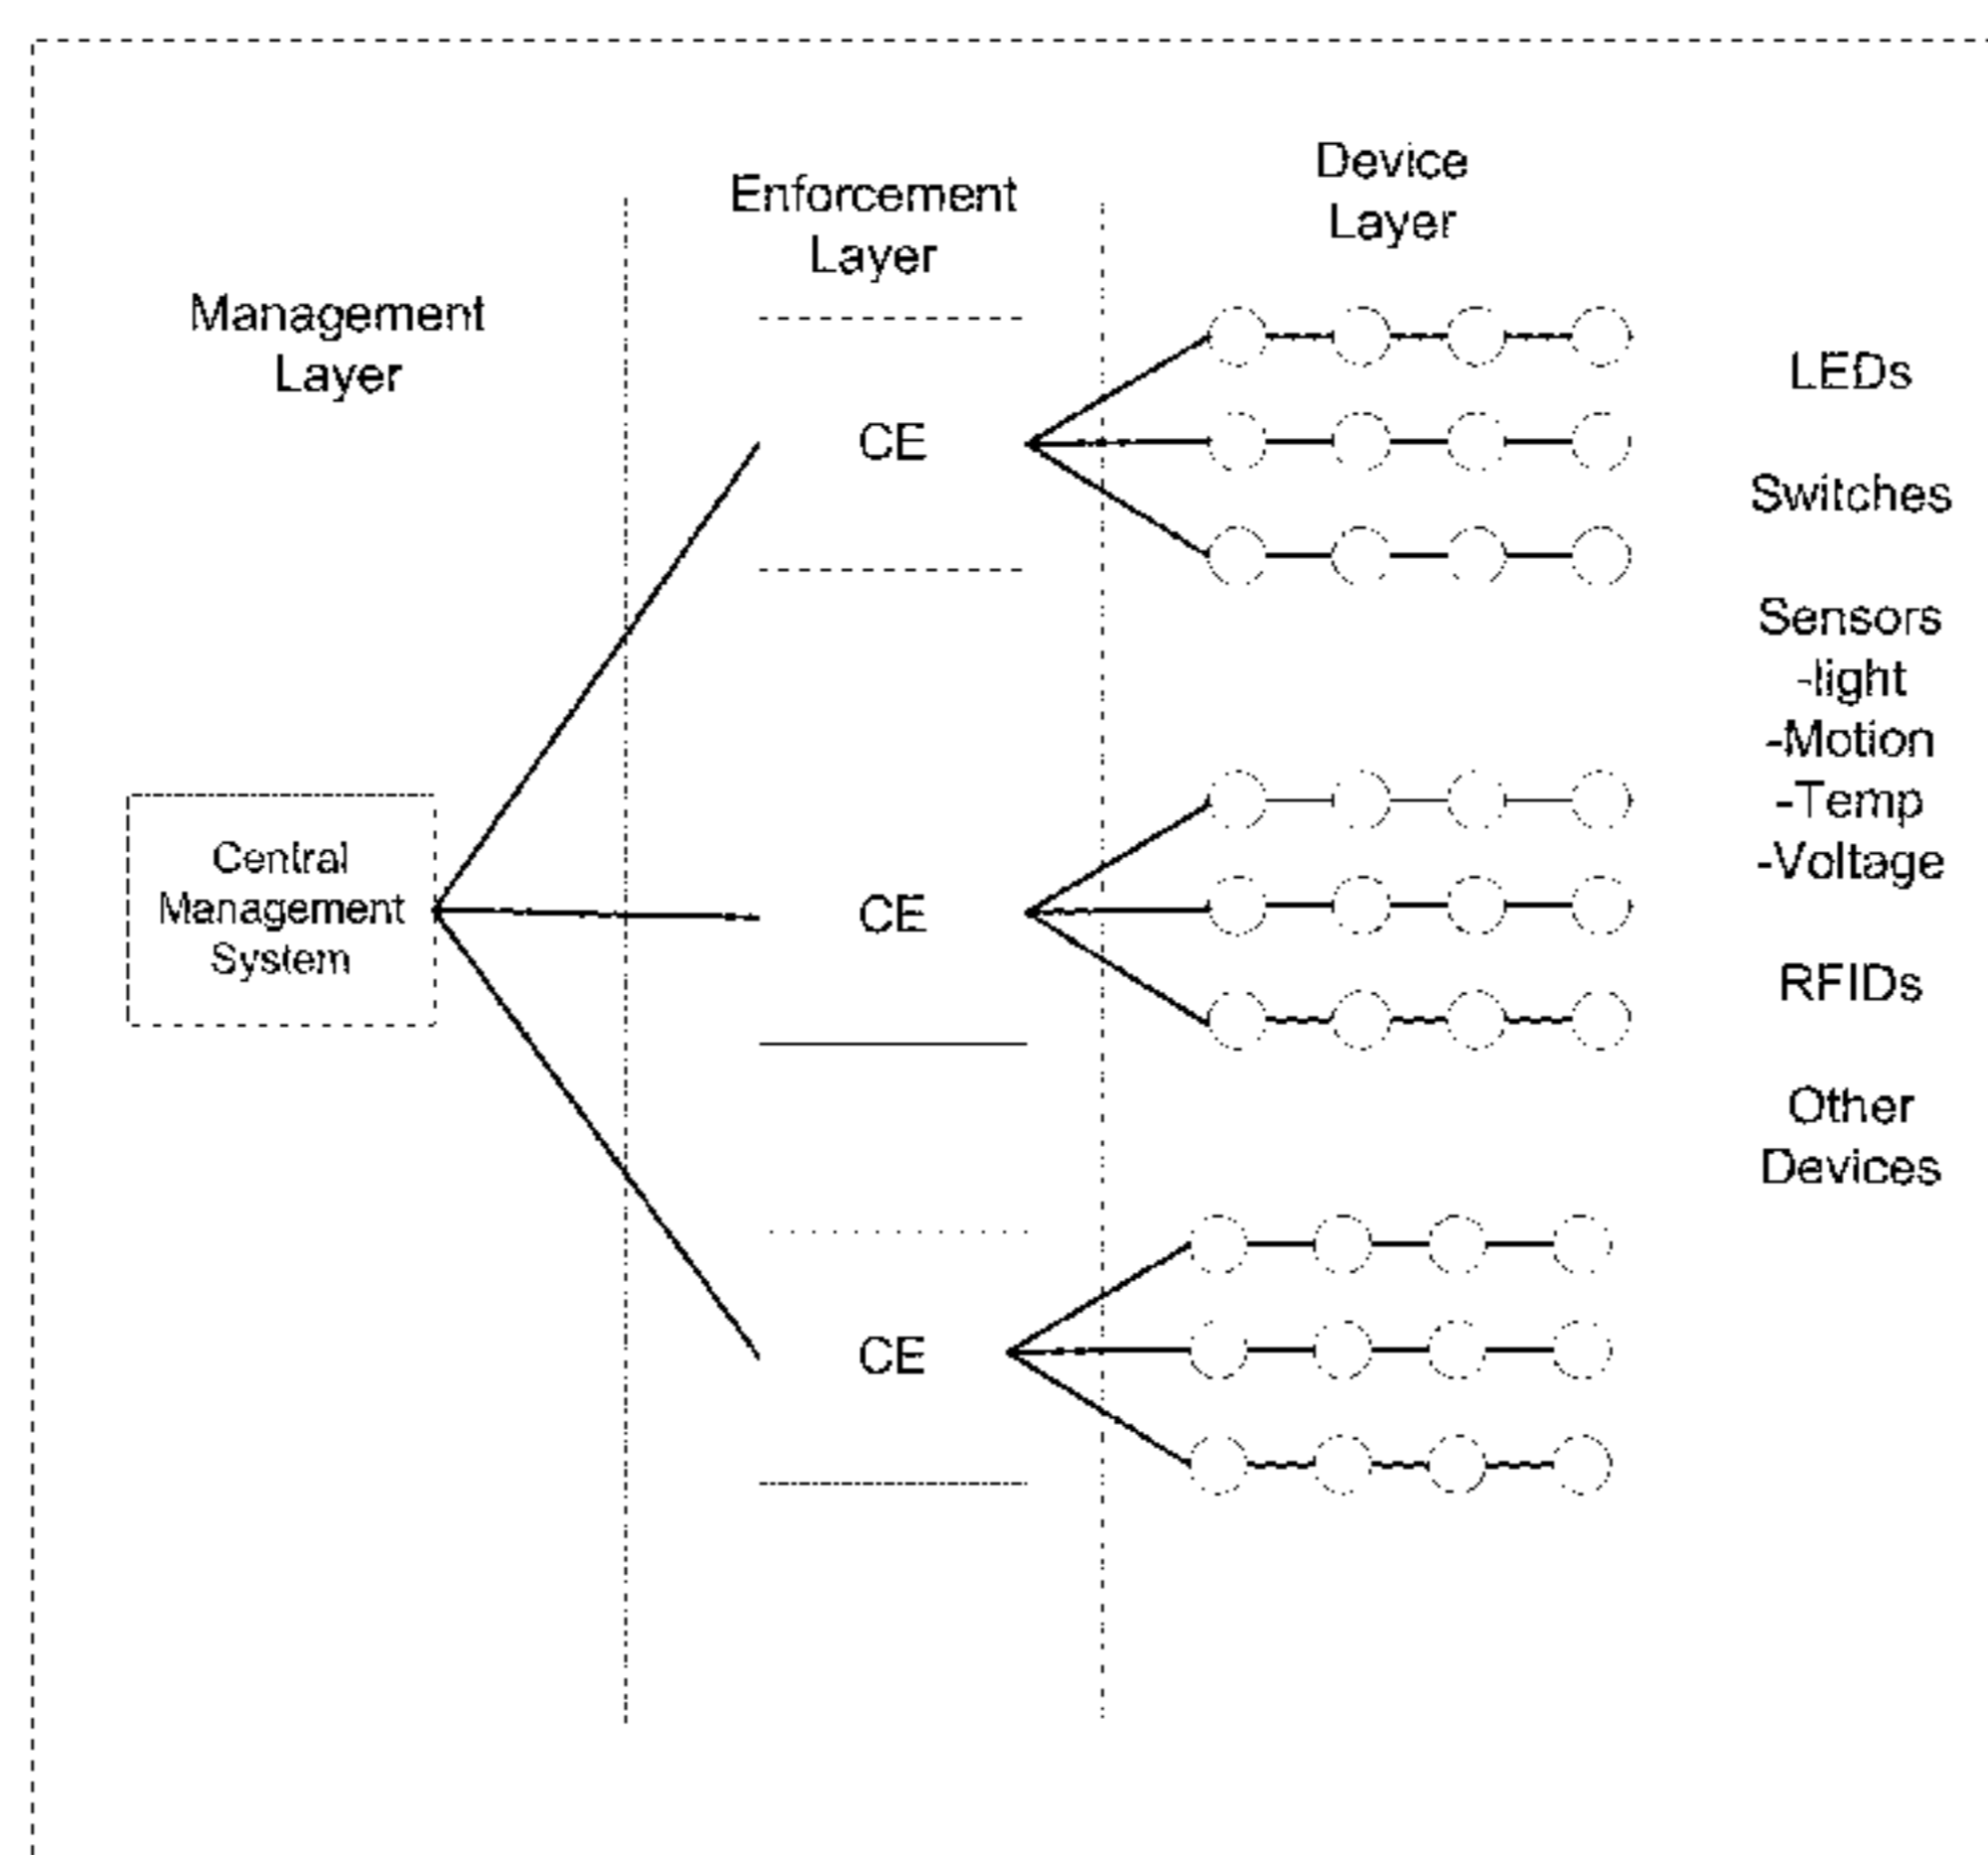 Management
Layer
Enforcement
Layer
Device
Layer
Central
Management
System
CE
CE
CE
LEDs
Switches
Sensors
-light
-Motion
-Temp
-Voltage
RFIDs
Other
Devices